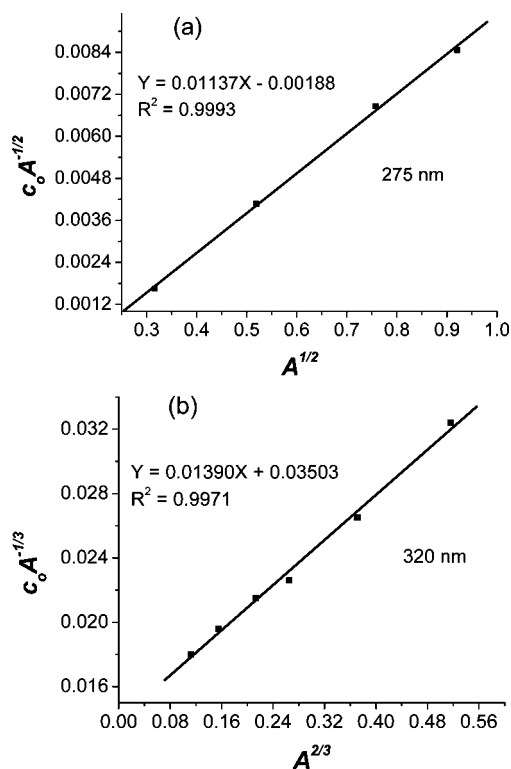 (a)
Y = 0.01137X - 0.00188
R² = 0.9993
275 nm
0.0084
0.0072
0.0060
0.0048
0.0036
0.0024
0.0012
c₀A^-1/2
0.3 0.4 0.5 0.6 0.7 0.8 0.9 1.0
A^1/2
(b)
Y = 0.01390X + 0.03503
R² = 0.9971
320 nm
0.032
0.028
0.024
0.020
0.016
c₀A^-1/3
0.00 0.08 0.16 0.24 0.32 0.40 0.48 0.56
A^2/3